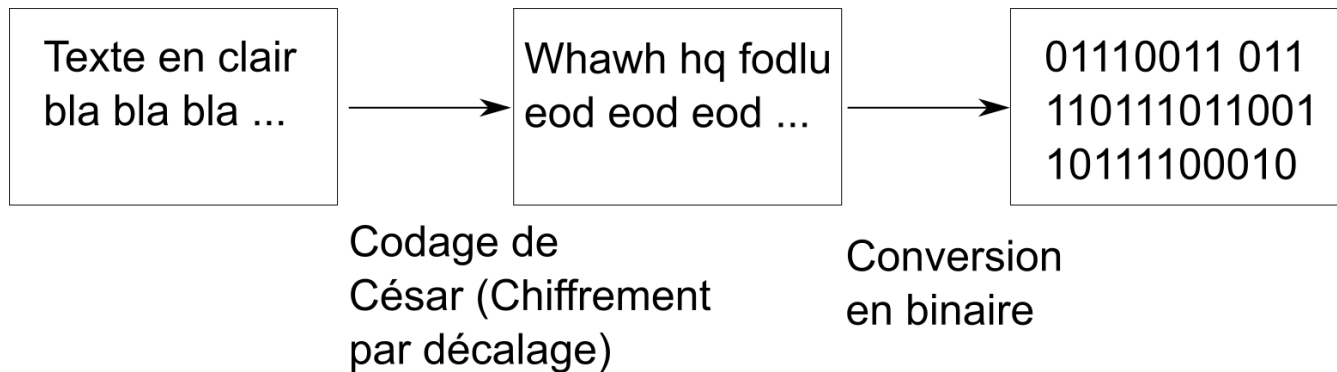 Texte en clair
bla bla bla ...
Whawh hq fodlu
eod eod eod ...
01110011 011
110111011001
10111100010
Codage de
César (Chiffrement
par décalage)
Conversion
en binaire